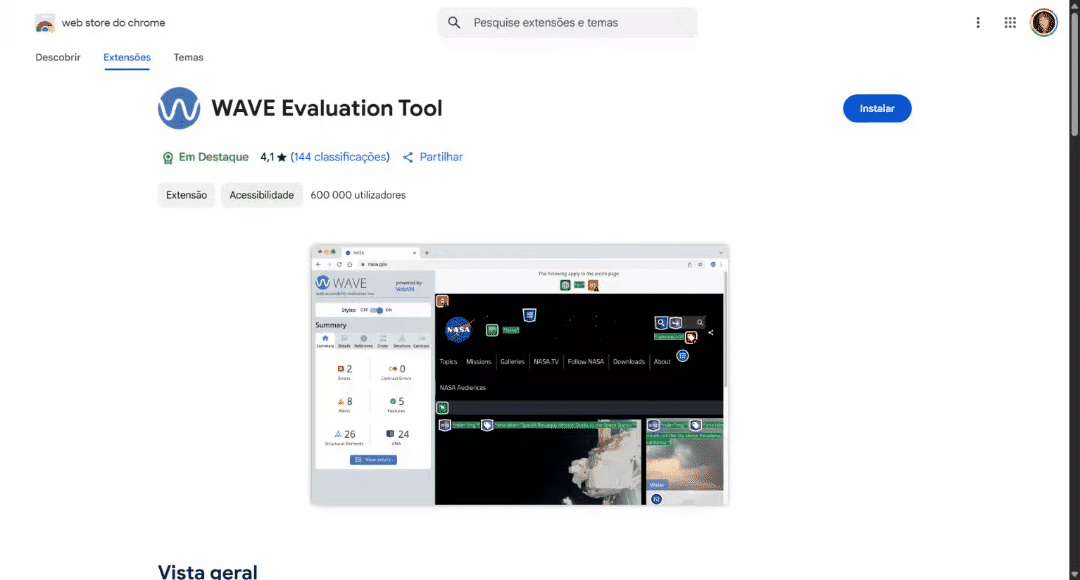 web store do chrome
Pesquise extensões e temas
Descobrir Extensões Temas
WAVE Evaluation Tool
Instalar
Em Destaque 4,1 ★ (144 classificações) Partilhar
Extensão Acessibilidade 600 000 utilizadores
NASA
nasa.gov
The following apply to the entire page:
WAVE
web accessibility evaluation tool
powered by
WebAIM
Styles: OFF ON
Summary
Summary Details Reference Order Structure Contrast
2
Errors
0
Contrast Errors
8
Alerts
5
Features
26
Structural Elements
24
ARIA
View details
NASA
Topics Missions Galleries NASA TV Follow NASA Downloads About
NASA Audiences
Water
Vista geral